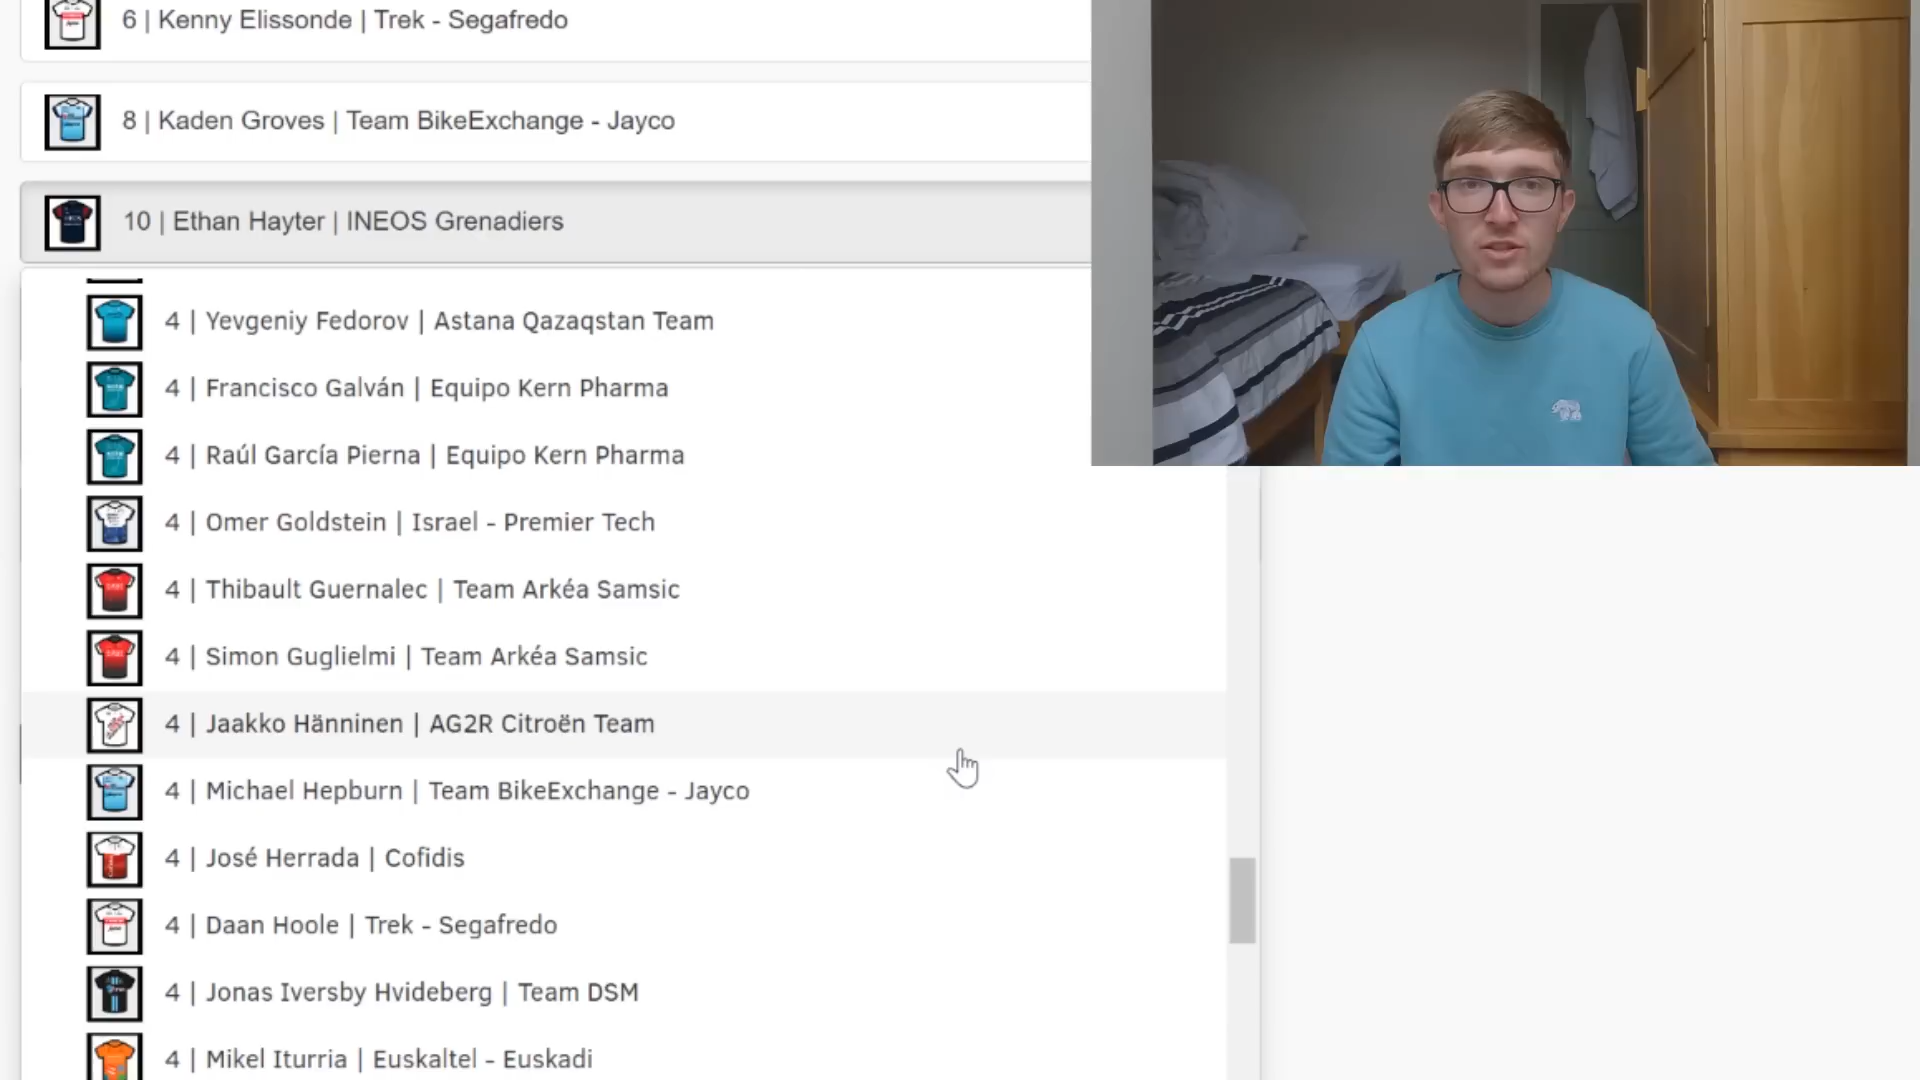 6 | Kenny Elissonde | Trek - Segafredo
8 | Kaden Groves | Team BikeExchange - Jayco
10 | Ethan Hayter | INEOS Grenadiers
4 | Yevgeniy Fedorov | Astana Qazaqstan Team
4 | Francisco Galván | Equipo Kern Pharma
4 | Raúl García Pierna | Equipo Kern Pharma
4 | Omer Goldstein | Israel - Premier Tech
4 | Thibault Guernalec | Team Arkéa Samsic
4 | Simon Guglielmi | Team Arkéa Samsic
4 | Jaakko Hänninen | AG2R Citroën Team
4 | Michael Hepburn | Team BikeExchange - Jayco
4 | José Herrada | Cofidis
4 | Daan Hoole | Trek - Segafredo
4 | Jonas Iversby Hvideberg | Team DSM
4 | Mikel Iturria | Euskaltel - Euskadi